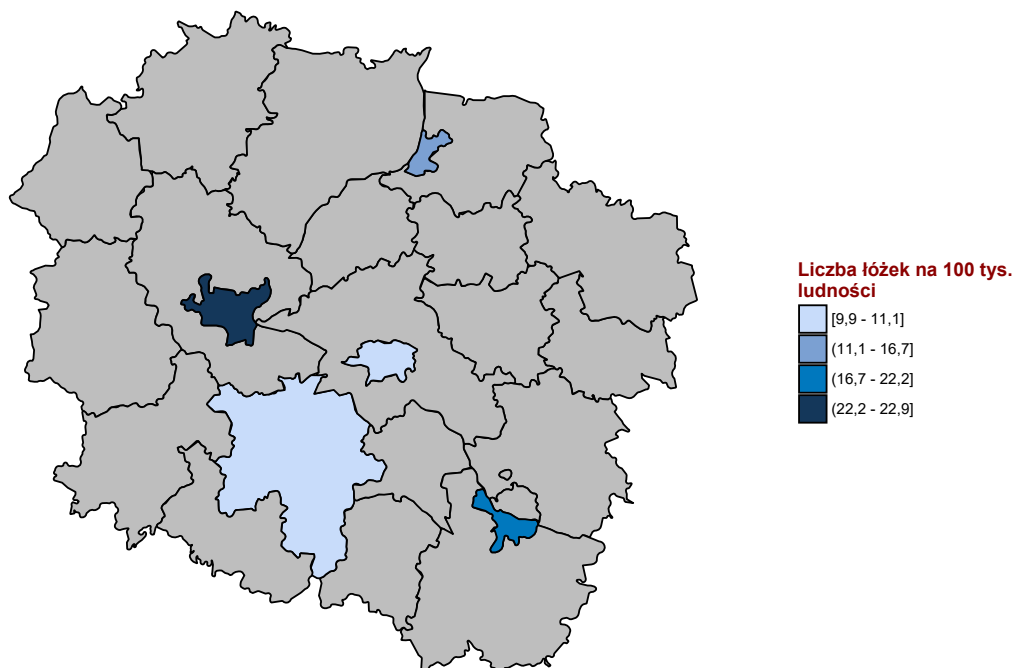 Liczba łóżek na 100 tys.
ludności
[9,9 - 11,1]
(11,1 - 16,7]
(16,7 - 22,2]
(22,2 - 22,9]